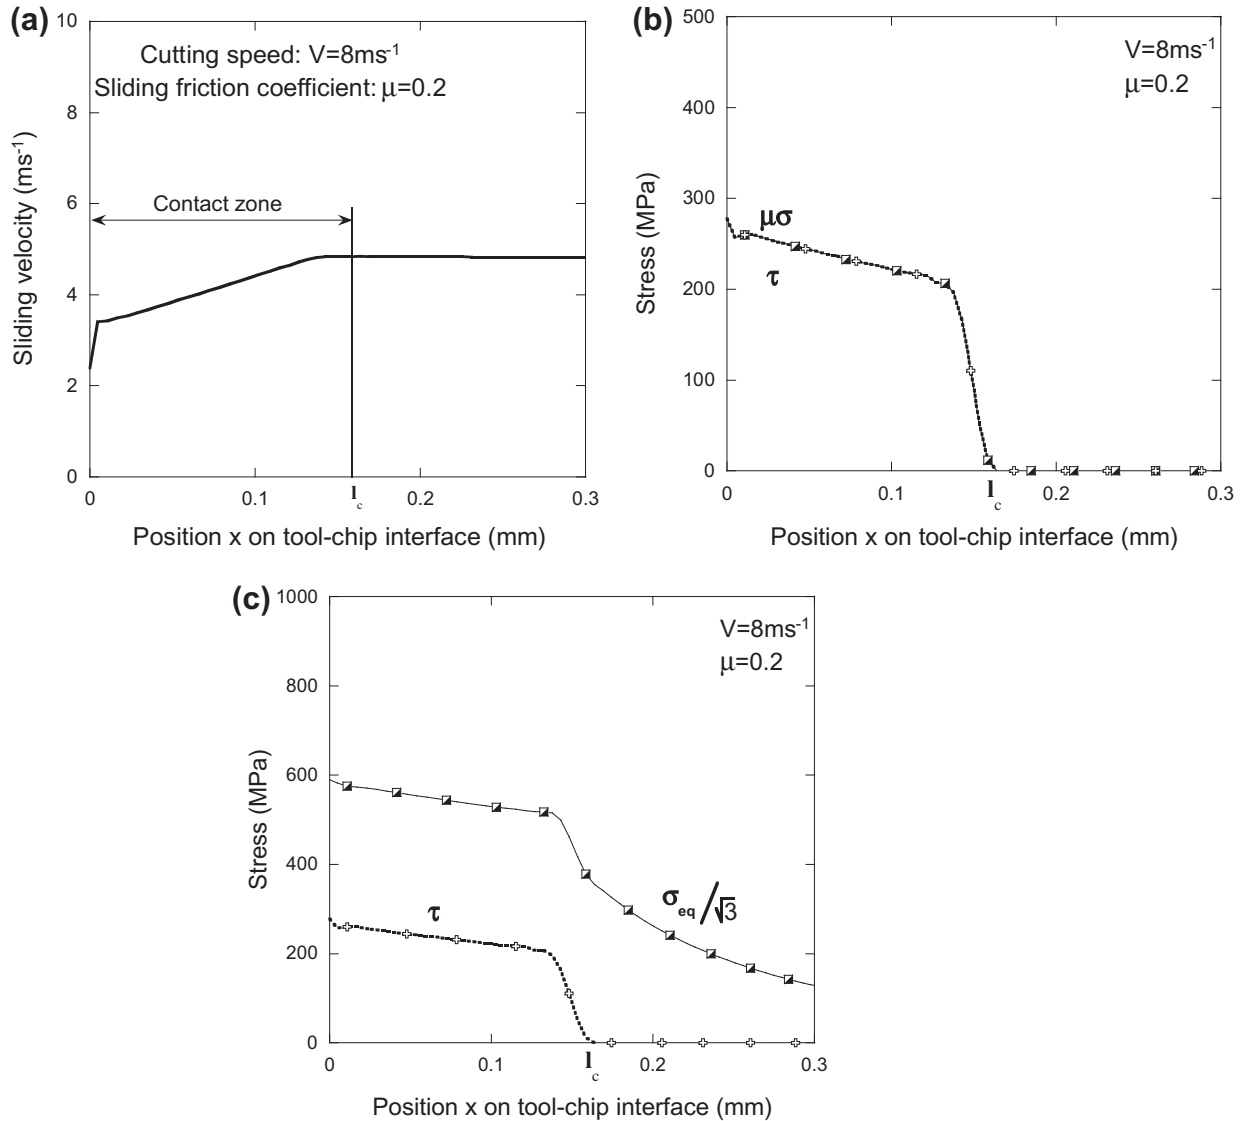 (a)
10
8
6
4
2
0
Sliding velocity (ms-1)
Cutting speed: V=8ms-1
Sliding friction coefficient: μ=0.2
Contact zone
0
0.1
lc
0.2
0.3
Position x on tool-chip interface (mm)
(b)
500
400
300
200
100
0
Stress (MPa)
V=8ms-1
μ=0.2
μσ
τ
0
0.1
lc
0.2
0.3
Position x on tool-chip interface (mm)
(c)
1000
800
600
400
200
0
Stress (MPa)
V=8ms-1
μ=0.2
σeq/√3
τ
0
0.1
lc
0.2
0.3
Position x on tool-chip interface (mm)